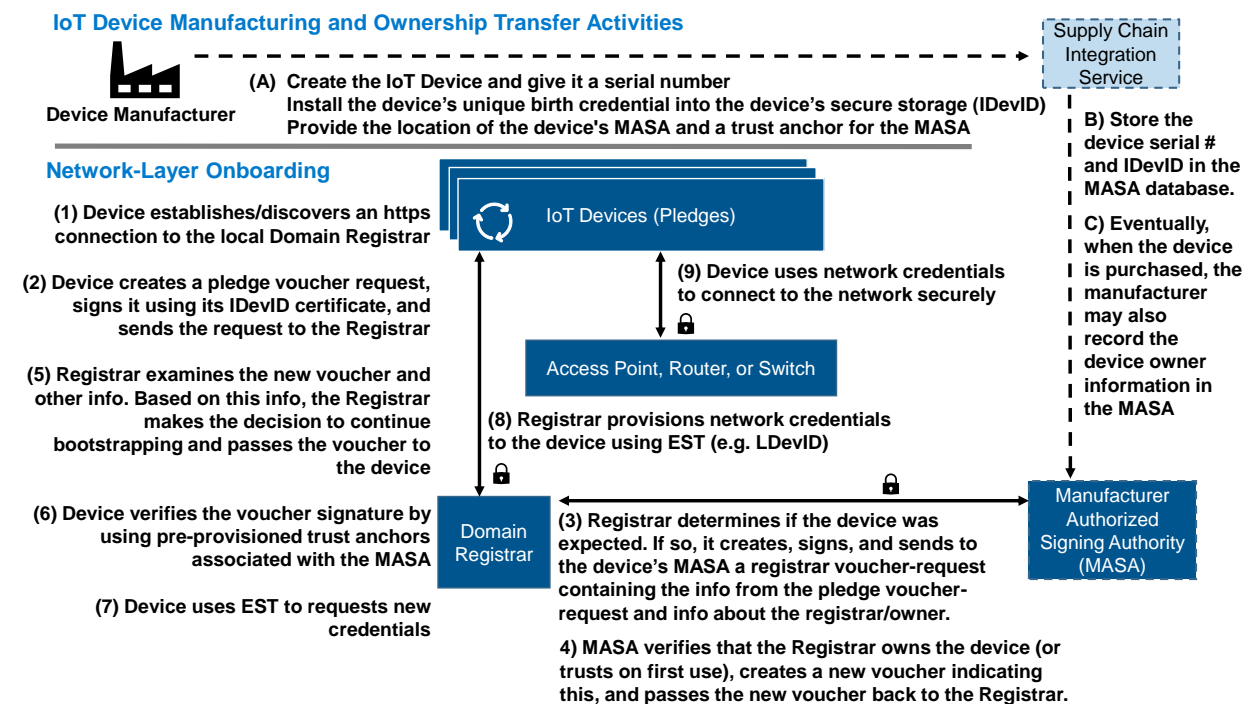 IoT Device Manufacturing and Ownership Transfer Activities
Device Manufacturer
(A) Create the IoT Device and give it a serial number
Install the device's unique birth credential into the device's secure storage (IDevID)
Provide the location of the device's MASA and a trust anchor for the MASA
Supply Chain
Integration
Service
B) Store the
device serial #
and IDevID in the
MASA database.
C) Eventually,
when the device
is purchased, the
manufacturer
may also
record the
device owner
information in
the MASA
Network-Layer Onboarding
(1) Device establishes/discovers an https
connection to the local Domain Registrar
(2) Device creates a pledge voucher request,
signs it using its IDevID certificate, and
sends the request to the Registrar
(5) Registrar examines the new voucher and
other info. Based on this info, the Registrar
makes the decision to continue
bootstrapping and passes the voucher to
the device
(6) Device verifies the voucher signature by
using pre-provisioned trust anchors
associated with the MASA
(7) Device uses EST to requests new
credentials
IoT Devices (Pledges)
(9) Device uses network credentials
to connect to the network securely
Access Point, Router, or Switch
(8) Registrar provisions network credentials
to the device using EST (e.g. LDevID)
Domain
Registrar
(3) Registrar determines if the device was
expected. If so, it creates, signs, and sends to
the device's MASA a registrar voucher-request
containing the info from the pledge voucher-
request and info about the registrar/owner.
4) MASA verifies that the Registrar owns the device (or
trusts on first use), creates a new voucher indicating
this, and passes the new voucher back to the Registrar.
Manufacturer
Authorized
Signing Authority
(MASA)